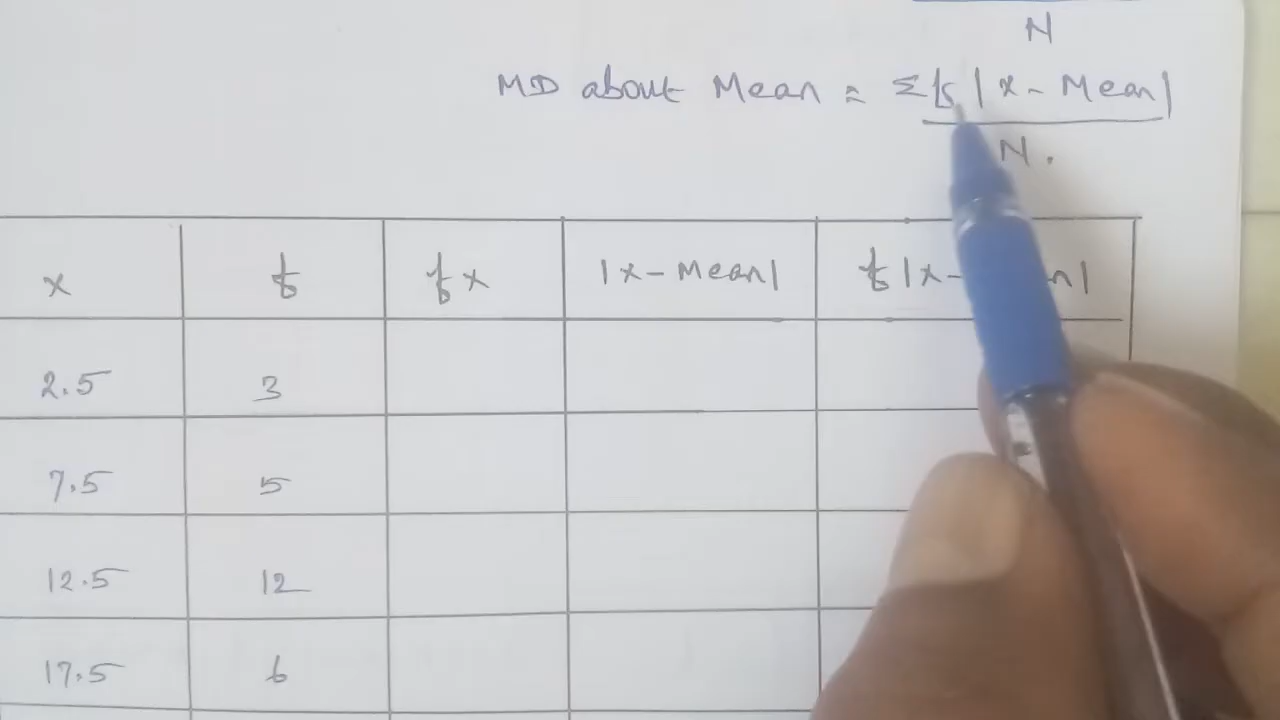 N
MD about Mean = Σf |x - Mean|
N.
x f fx |x - Mean| f |x - n|
2.5 3
7.5 5
12.5 12
17.5 6